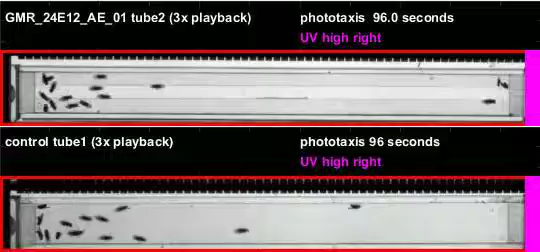 GMR_24E12_AE_01 tube2 (3x playback) phototaxis 96.0 seconds
UV high right
control tube1 (3x playback) phototaxis 96 seconds
UV high right